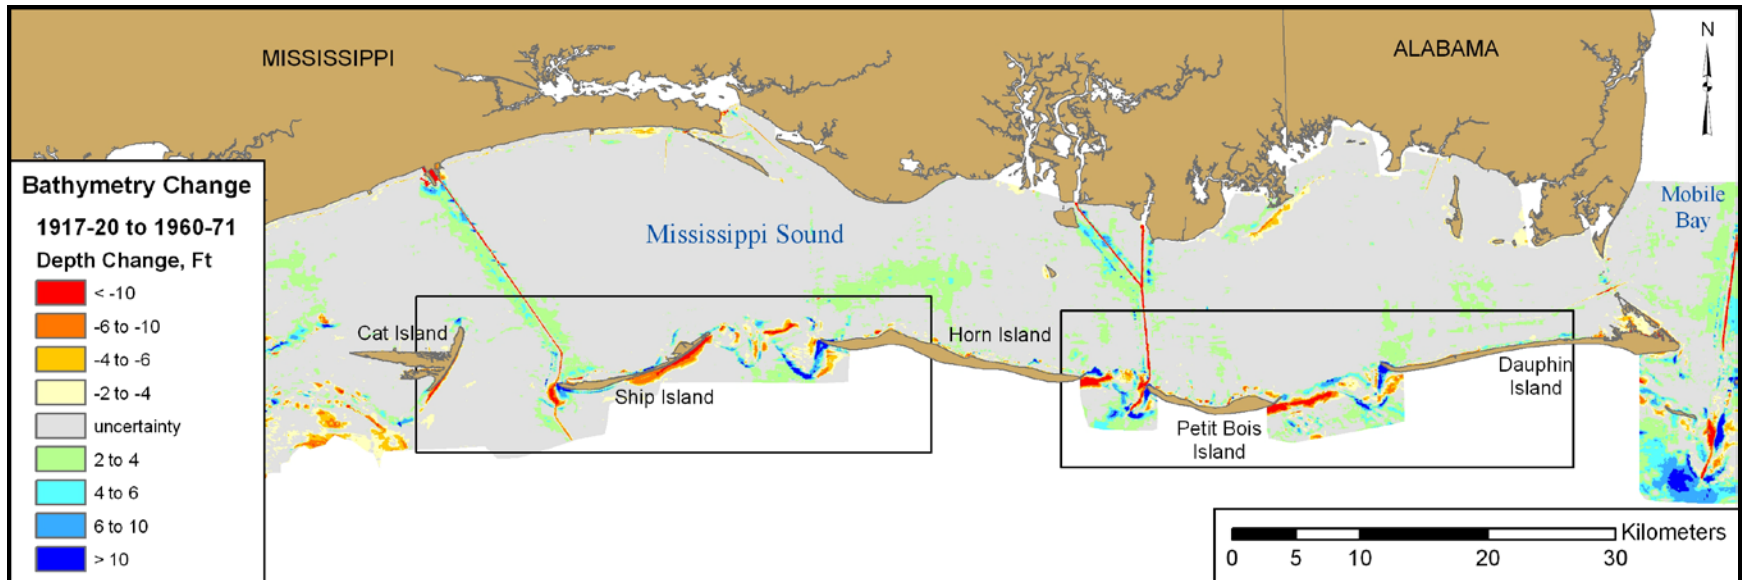 MISSISSIPPI
ALABAMA
N
Bathymetry Change
1917-20 to 1960-71
Depth Change, Ft
< -10
-6 to -10
-4 to -6
-2 to -4
uncertainty
2 to 4
4 to 6
6 to 10
> 10
Mississippi Sound
Mobile
Bay
Cat Island
Ship Island
Horn Island
Petit Bois
Island
Dauphin
Island
Kilometers
0 5 10 20 30